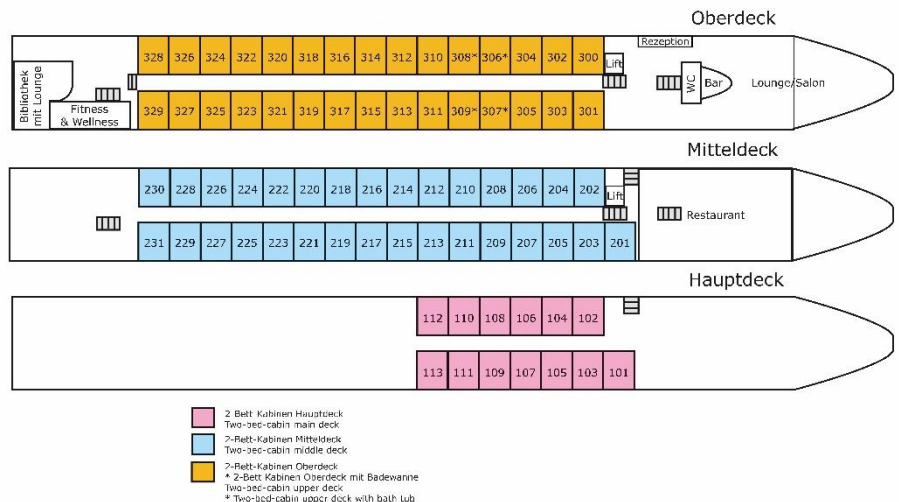 Oberdeck
Rezeption
328 326 324 322 320 318 316 314 312 310 308* 306* 304 302 300
Lift
WC
Bar
Lounge/Salon
Bibliothek
mit Lounge
Fitness
& Wellness
329 327 325 323 321 319 317 315 313 311 309* 307* 305 303 301
Mitteldeck
230 228 226 224 222 220 218 216 214 212 210 208 206 204 202
Lift
Restaurant
231 229 227 225 223 221 219 217 215 213 211 209 207 205 203 201
Hauptdeck
112 110 108 106 104 102
113 111 109 107 105 103 101
2 Bett Kabinen Hauptdeck
Two-bed-cabin main deck
2-Bett-Kabinen Mitteldeck
Two-bed-cabin middle deck
2-Bett-Kabinen Oberdeck
* 2-Bett Kabinen Oberdeck mit Badewanne
Two-bed-cabin upper deck
* Two-bed-cabin upper deck with bath tub